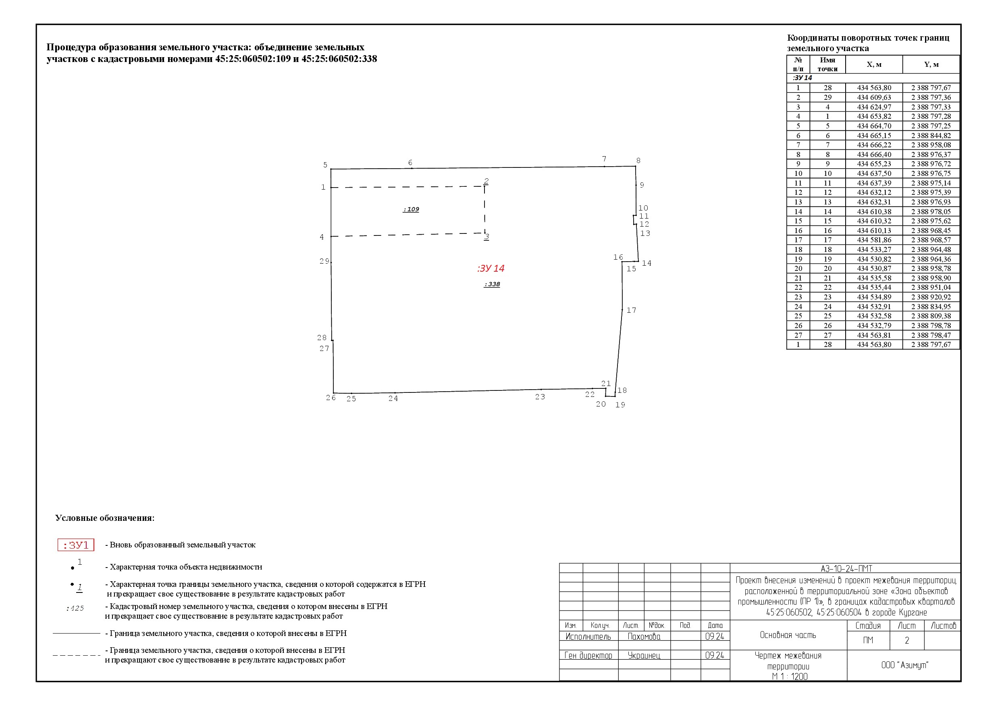 Процедура образования земельного участка: объединение земельных
участков с кадастровыми номерами 45:25:060502:109 и 45:25:060502:338
Координаты поворотных точек границ
земельного участка
№ п/п Имя точки X, м Y, м
:ЗУ 14
1 28 434 563,80 2 388 797,67
2 29 434 609,63 2 388 797,36
3 4 434 624,97 2 388 797,33
4 1 434 653,82 2 388 797,28
5 5 434 664,70 2 388 797,25
6 6 434 665,15 2 388 844,82
7 7 434 666,22 2 388 958,08
8 8 434 666,40 2 388 976,37
9 9 434 655,23 2 388 976,72
10 10 434 637,50 2 388 976,75
11 11 434 637,39 2 388 975,14
12 12 434 632,12 2 388 975,39
13 13 434 632,31 2 388 976,93
14 14 434 610,38 2 388 978,05
15 15 434 610,32 2 388 975,62
16 16 434 610,13 2 388 968,45
17 17 434 581,86 2 388 968,57
18 18 434 533,27 2 388 964,48
19 19 434 530,82 2 388 964,36
20 20 434 530,87 2 388 958,78
21 21 434 535,58 2 388 958,90
22 22 434 535,44 2 388 951,04
23 23 434 534,89 2 388 920,92
24 24 434 532,91 2 388 834,95
25 25 434 532,58 2 388 809,38
26 26 434 532,79 2 388 798,78
27 27 434 563,81 2 388 798,47
1 28 434 563,80 2 388 797,67
5 6 7 8
2
1 9
:109
10
11
12
4 3 13
29 16 14
:ЗУ 14 15
:338
17
28
27
21
18
26 25 24 23 22
20 19
Условные обозначения:
:ЗУ1 - Вновь образованный земельный участок
1 - Характерная точка объекта недвижимости
1 - Характерная точка границы земельного участка, сведения о которой содержатся в ЕГРН
и прекращает свое существование в результате кадастровых работ
:425 - Кадастровый номер земельного участка, сведения о котором внесены в ЕГРН
и прекращает свое существование в результате кадастровых работ
- Граница земельного участка, сведения о которой внесены в ЕГРН
- Граница земельного участка, сведения о которой внесены в ЕГРН
и прекращают свое существование в результате кадастровых работ
АЗ-10-24-ПМТ
Проект внесения изменений в проект межевания территории,
расположенной в территориальной зоне «Зона объектов
промышленности (ПР 1)», в границах кадастровых кварталов
45:25:060502, 45:25:060504 в городе Кургане
Изм. Кол.уч. Лист. №док. Под. Дата
Исполнитель Пахомова 09.24
Ген директор Украинец 09.24
Основная часть
Стадия Лист Листов
ПМ 2
Чертеж межевания
территории
М 1 : 1200
ООО "Азимут"